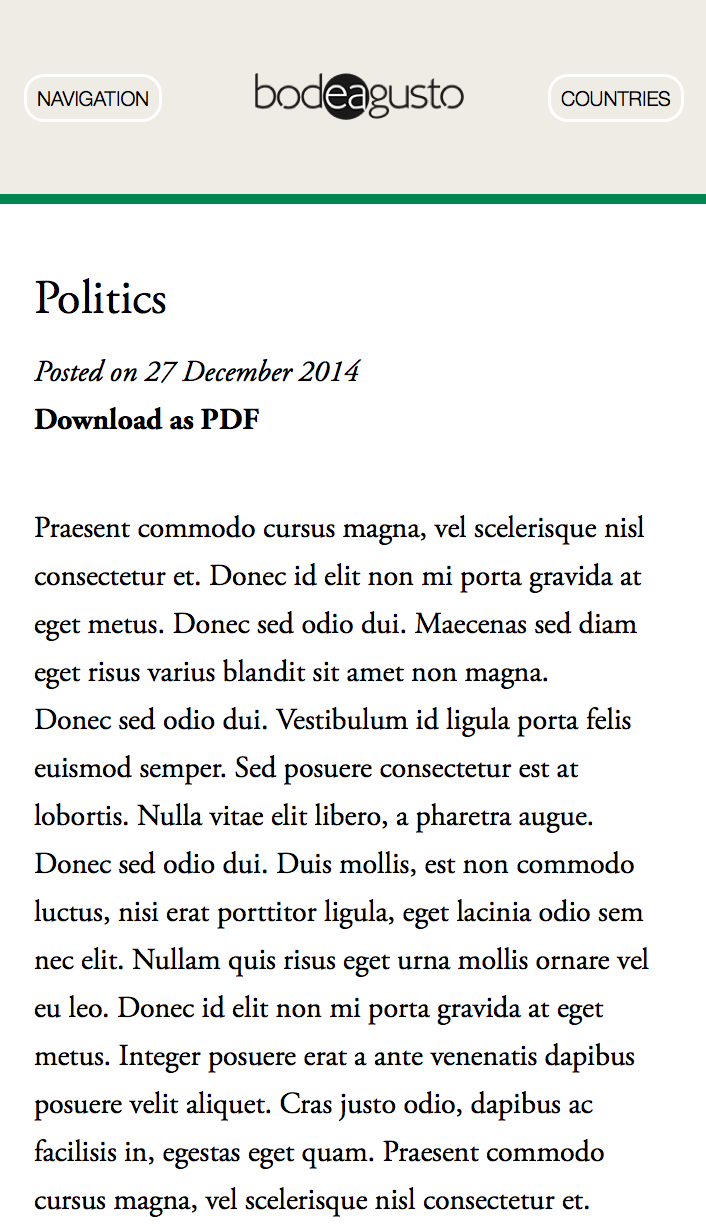 NAVIGATION
bodeagusto
COUNTRIES
Politics
Posted on 27 December 2014
Download as PDF
Praesent commodo cursus magna, vel scelerisque nisl
consectetur et. Donec id elit non mi porta gravida at
eget metus. Donec sed odio dui. Maecenas sed diam
eget risus varius blandit sit amet non magna.
Donec sed odio dui. Vestibulum id ligula porta felis
euismod semper. Sed posuere consectetur est at
lobortis. Nulla vitae elit libero, a pharetra augue.
Donec sed odio dui. Duis mollis, est non commodo
luctus, nisi erat porttitor ligula, eget lacinia odio sem
nec elit. Nullam quis risus eget urna mollis ornare vel
eu leo. Donec id elit non mi porta gravida at eget
metus. Integer posuere erat a ante venenatis dapibus
posuere velit aliquet. Cras justo odio, dapibus ac
facilisis in, egestas eget quam. Praesent commodo
cursus magna, vel scelerisque nisl consectetur et.